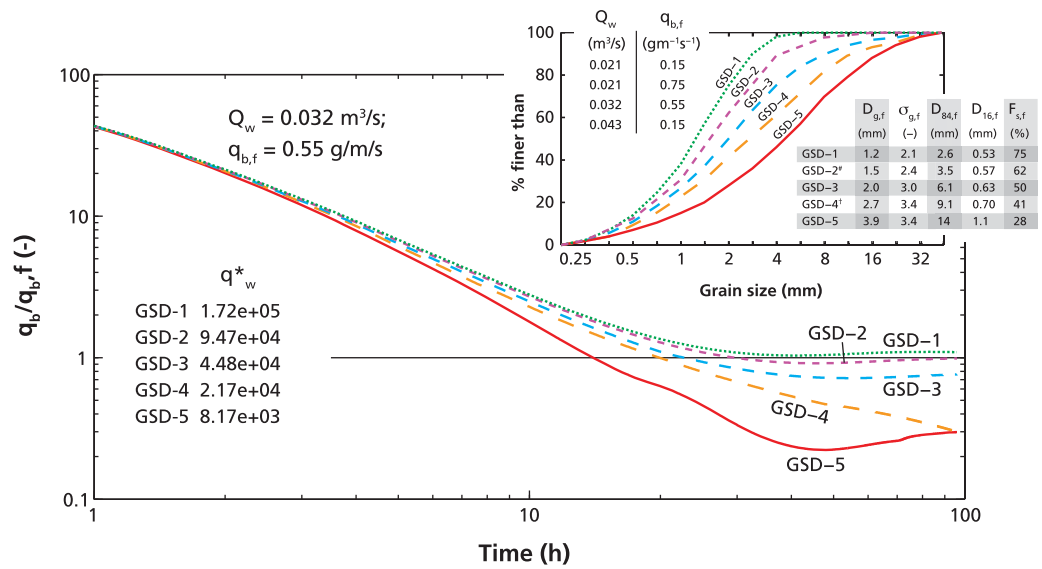 100
10
1
0.1
q_b/q_b,f (-)
1
10
100
Time (h)
Q_w = 0.032 m³/s;
q_b,f = 0.55 g/m/s
q*_w
GSD–1 1.72e+05
GSD–2 9.47e+04
GSD–3 4.48e+04
GSD–4 2.17e+04
GSD–5 8.17e+03
GSD–2
GSD–1
GSD–3
GSD–4
GSD–5
Q_w q_b,f
(m³/s) (gm⁻¹s⁻¹)
0.021 0.15
0.021 0.75
0.032 0.55
0.043 0.15
100
80
60
40
20
0
% finer than
0.25 0.5 1 2 4 8 16 32
Grain size (mm)
GSD–1
GSD–2
GSD–3
GSD–4
GSD–5
D_g,f σ_g,f D_84,f D_16,f F_s,f
(mm) (–) (mm) (mm) (%)
GSD–1 1.2 2.1 2.6 0.53 75
GSD–2# 1.5 2.4 3.5 0.57 62
GSD–3 2.0 3.0 6.1 0.63 50
GSD–4† 2.7 3.4 9.1 0.70 41
GSD–5 3.9 3.4 14 1.1 28